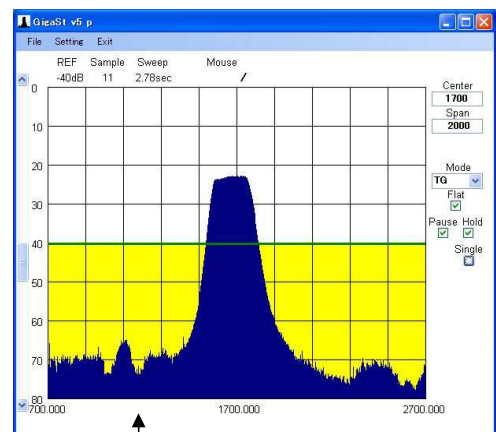 GigaSt v5 p
File Setting Exit
REF Sample Sweep Mouse
-40dB 11 2.78sec /
0
10
20
30
40
50
60
70
80
700.000 1700.000 2700.000
Center
1700
Span
2000
Mode
TG
Flat
Pause Hold
Single